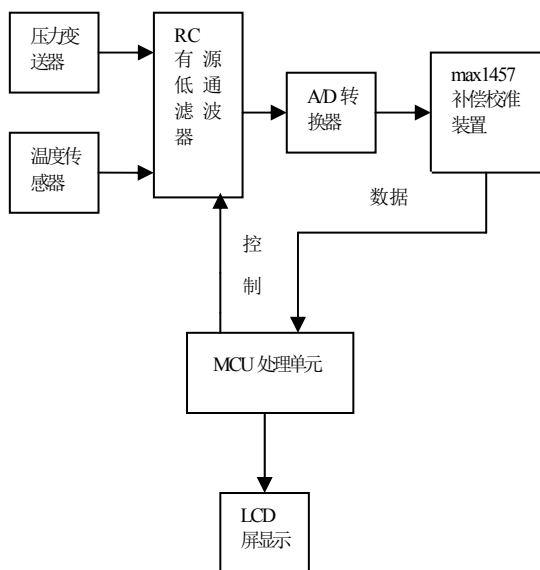 压力变
送器
RC
有源
低通
滤波
器
A/D 转
换器
max1457
补偿校准
装置
温度传
感器
数据
控
制
MCU 处理单元
LCD
屏显示